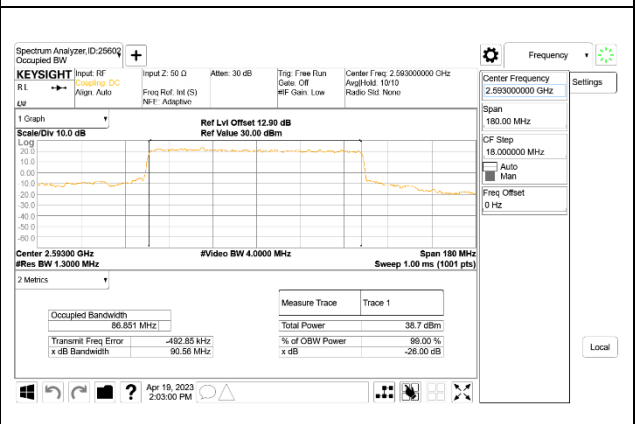 Spectrum Analyzer,ID:25602
Occupied BW
Frequency
KEYSIGHT
RL
Input: RF
Coupling: DC
Align: Auto
Input Z: 50 Ω
Freq Ref: Int (S)
NFE: Adaptive
Atten: 30 dB
Trig: Free Run
Gate: Off
#IF Gain: Low
Center Freq: 2.593000000 GHz
Avg|Hold: 10/10
Radio Std: None
Center Frequency
2.593000000 GHz
Settings
Span
180.00 MHz
CF Step
18.000000 MHz
Auto
Man
Freq Offset
0 Hz
1 Graph
Scale/Div 10.0 dB
Ref Lvl Offset 12.90 dB
Ref Value 30.00 dBm
Log
20.0
10.0
0.00
-10.0
-20.0
-30.0
-40.0
-50.0
-60.0
Center 2.59300 GHz
#Video BW 4.0000 MHz
Span 180 MHz
#Res BW 1.3000 MHz
Sweep 1.00 ms (1001 pts)
2 Metrics
Measure Trace
Trace 1
Occupied Bandwidth
86.851 MHz
Total Power
38.7 dBm
Transmit Freq Error
-492.85 kHz
% of OBW Power
99.00 %
x dB Bandwidth
90.56 MHz
x dB
-26.00 dB
Local
Apr 19, 2023
2:03:00 PM